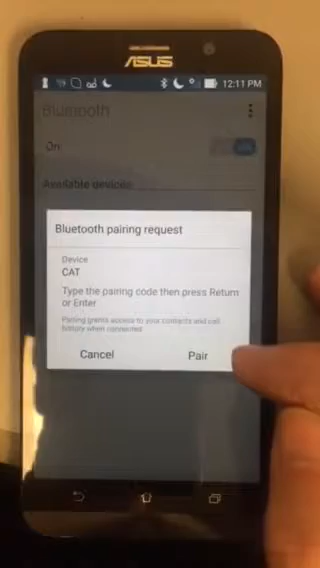 ASUS
12:11 PM
Bluetooth
On
Available devices
Bluetooth pairing request
Device
CAT
Type the pairing code then press Return
or Enter
Pairing grants access to your contacts and call
history when connected
Cancel
Pair